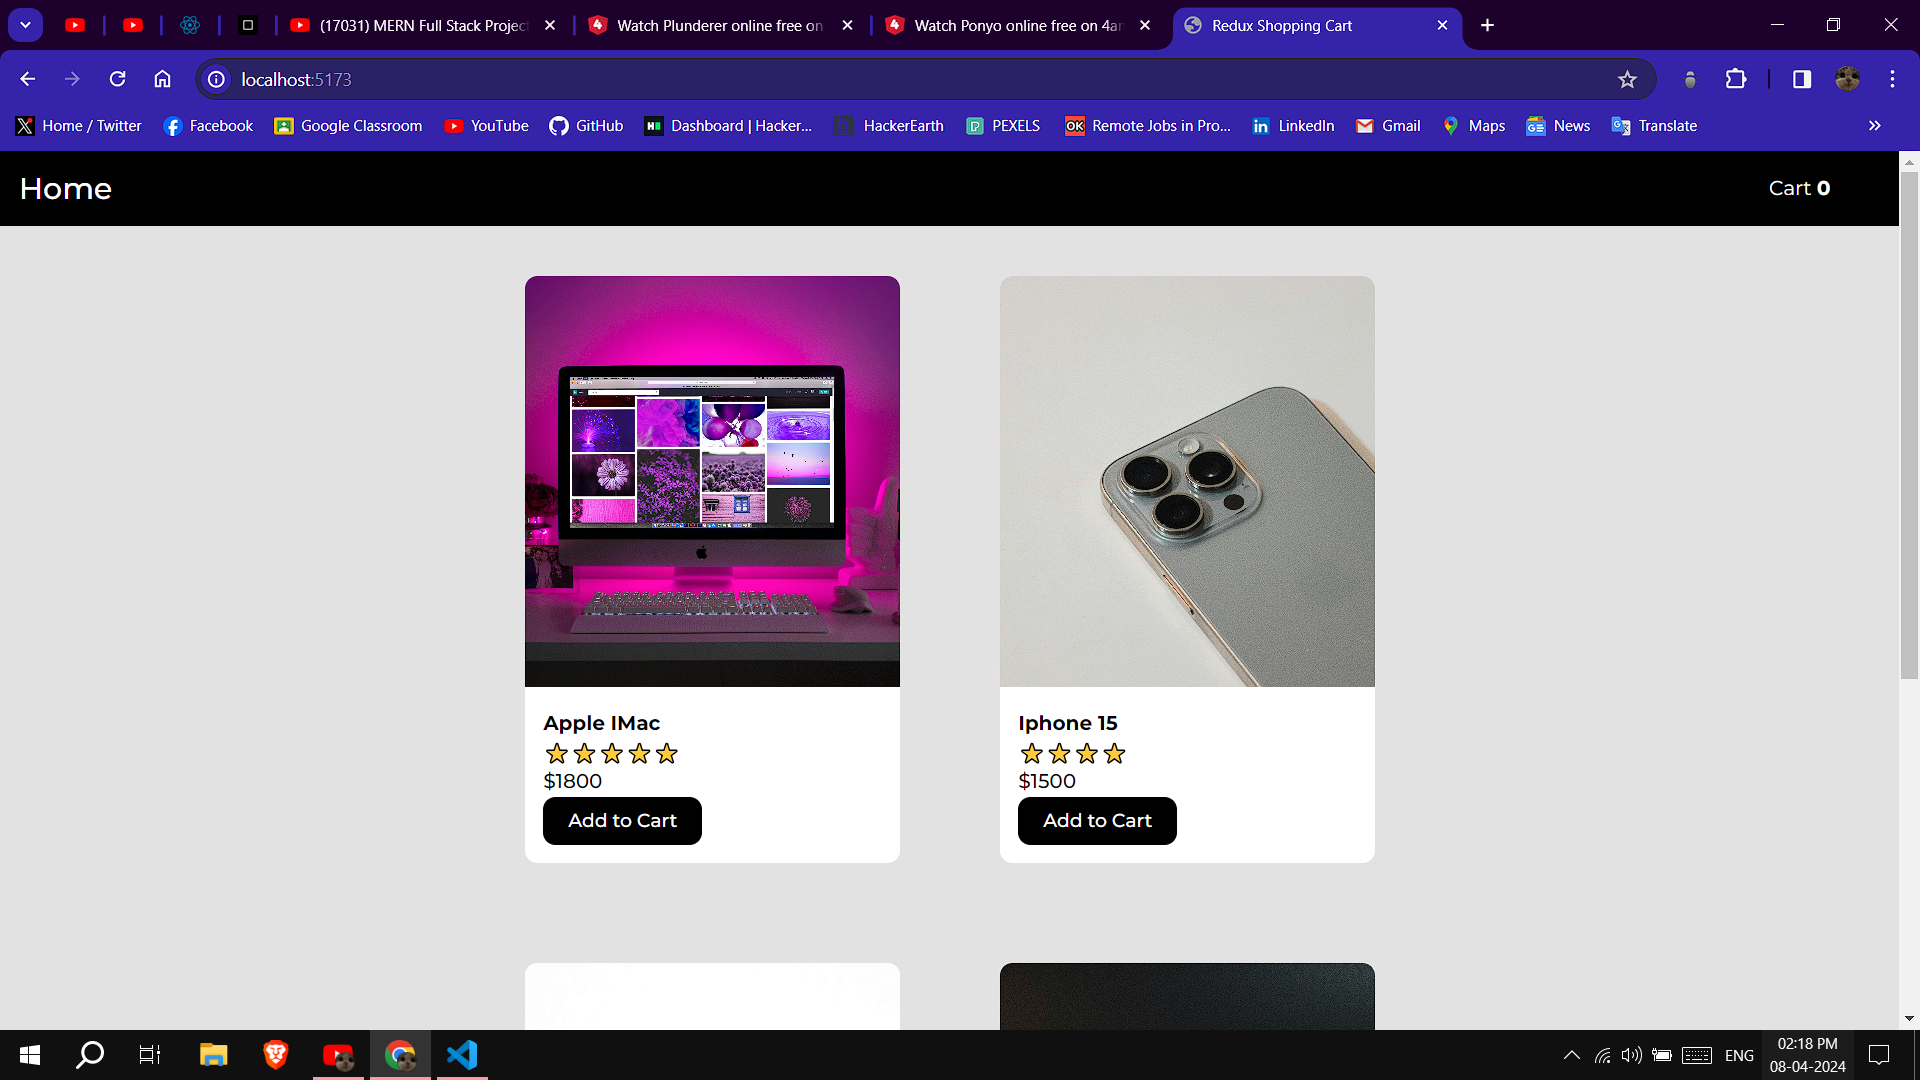 (17031) MERN Full Stack Project
Watch Plunderer online free on
Watch Ponyo online free on 4an
Redux Shopping Cart
localhost:5173
Home / Twitter
Facebook
Google Classroom
YouTube
GitHub
Dashboard | Hacker...
HackerEarth
PEXELS
Remote Jobs in Pro...
LinkedIn
Gmail
Maps
News
Translate
Home
Cart 0
Apple IMac
$1800
Add to Cart
Iphone 15
$1500
Add to Cart
ENG
02:18 PM
08-04-2024